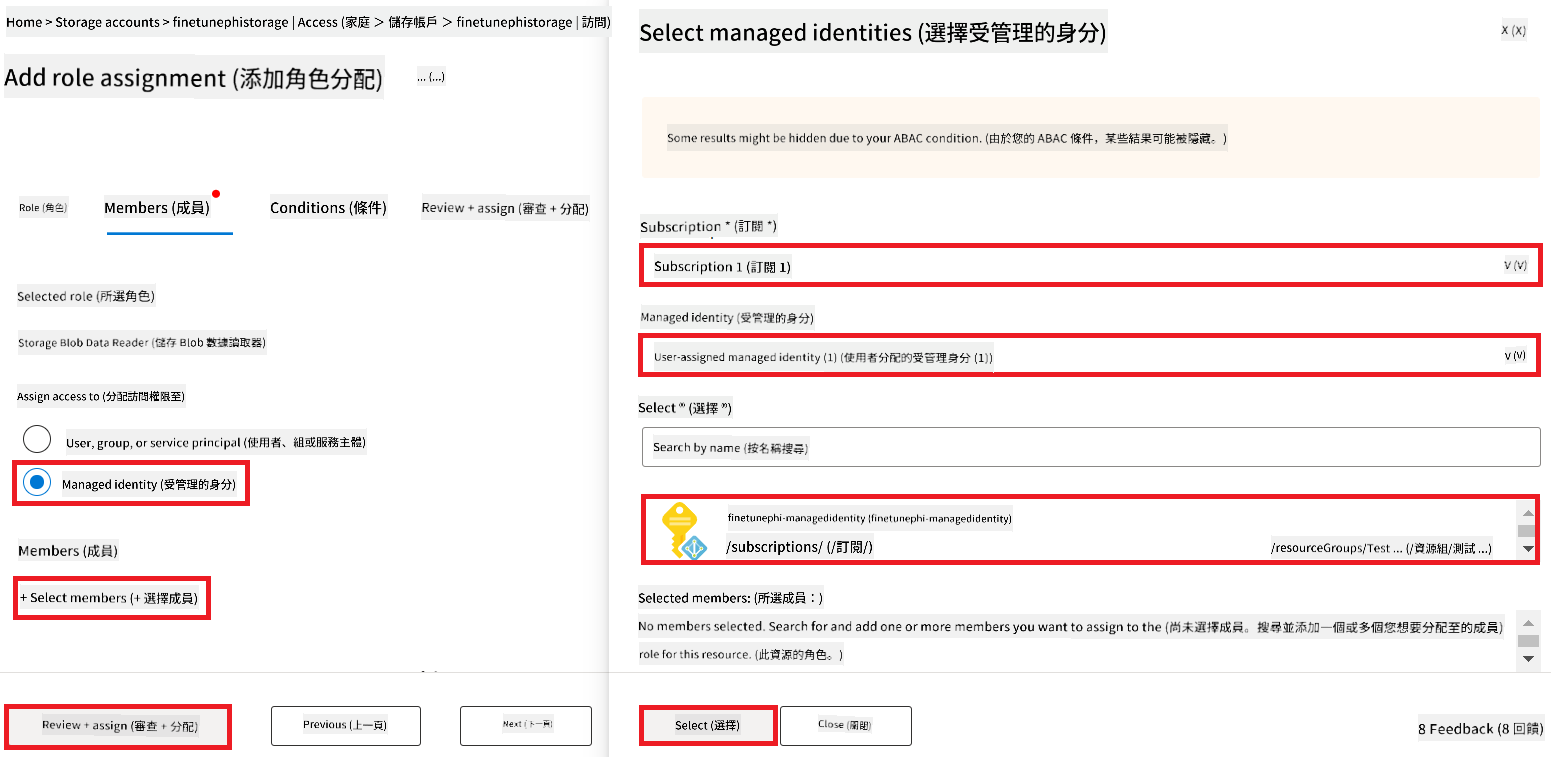 Home > Storage accounts > finetunephistorage | Access (家庭 > 儲存帳戶 > finetunephistorage | 訪問)
Add role assignment (添加角色分配)
... (...)
Role (角色)
Members (成員)
Conditions (條件)
Review + assign (審查 + 分配)
Selected role (所選角色)
Storage Blob Data Reader (儲存 Blob 數據讀取器)
Assign access to (分配訪問權限至)
User, group, or service principal (使用者、組或服務主體)
Managed identity (受管理的身分)
Members (成員)
+ Select members (+ 選擇成員)
Review + assign (審查 + 分配)
Previous (上一頁)
Next (下一頁)
Select managed identities (選擇受管理的身分)
X (X)
Some results might be hidden due to your ABAC condition. (由於您的 ABAC 條件，某些結果可能被隱藏。)
Subscription * (訂閱 *)
Subscription 1 (訂閱 1)
V (V)
Managed identity (受管理的身分)
User-assigned managed identity (1) (使用者分配的受管理身分 (1))
V (V)
Select ® (選擇 ®)
Search by name (按名稱搜尋)
finetunephi-managedidentity (finetunephi-managedidentity)
/subscriptions/ (/訂閱/)
/resourceGroups/Test ... (/資源組/測試 ...)
Selected members: (所選成員：)
No members selected. Search for and add one or more members you want to assign to the (尚未選擇成員。搜尋並添加一個或多個您想要分配至的成員)
role for this resource. (此資源的角色。)
Select (選擇)
Close (關閉)
8 Feedback (8 回饋)